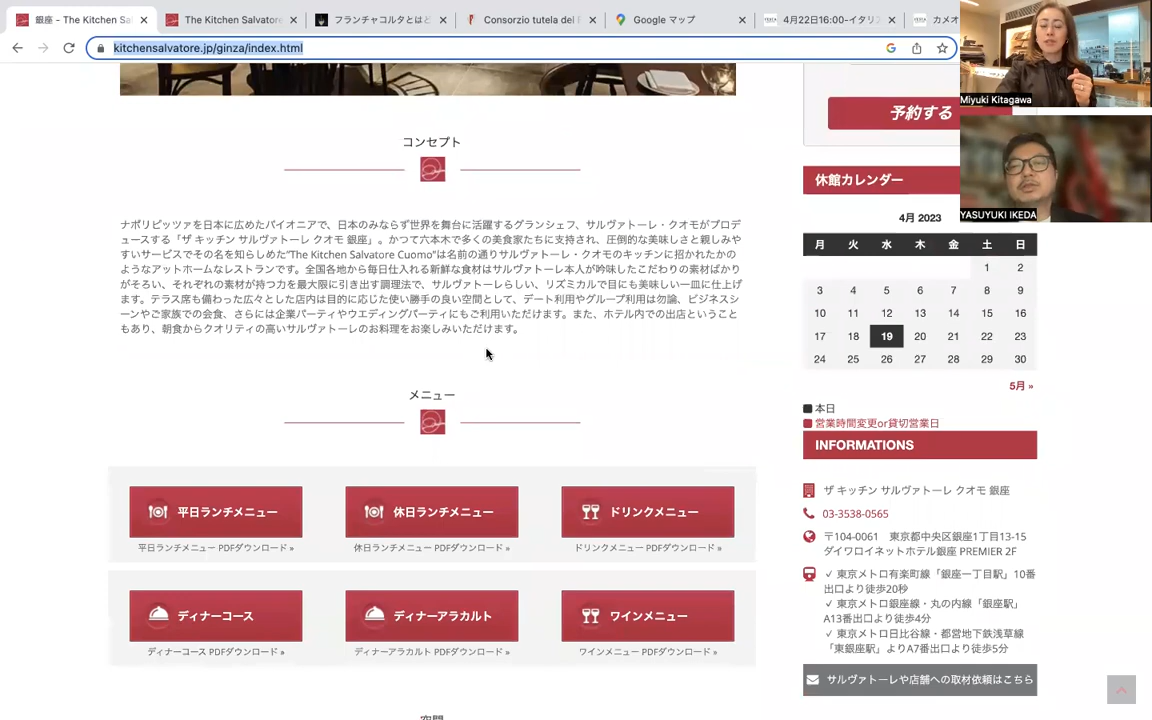 銀座 - The Kitchen Sal
The Kitchen Salvatore
フランチャコルタとはと
Consorzio tutela del F
Google マップ
4月22日16:00-イタリア
カメオ
kitchensalvatore.jp/ginza/index.html
Miyuki Kitagawa
YASUYUKI IKEDA
コンセプト
ナポリピッツァを日本に広めたパイオニアで、日本のみならず世界を舞台に活躍するグランシェフ、サルヴァトーレ・クオモがプロデ
ュースする「ザ キッチン サルヴァトーレ クオモ 銀座」。かつて六本木で多くの美食家たちに支持され、圧倒的な美味しさと親しみや
すいサービスでその名を知らしめた"The Kitchen Salvatore Cuomo"は名前の通りサルヴァトーレ・クオモのキッチンに招かれたかの
ようなアットホームなレストランです。全国各地から毎日仕入れる新鮮な食材はサルヴァトーレ本人が吟味したこだわりの素材ばかり
がそろい、それぞれの素材が持つ力を最大限に引き出す調理法で、サルヴァトーレらしい、リズミカルで目にも美味しい一皿に仕上げ
ます。テラス席も備わった広々とした店内は目的に応じた使い勝手の良い空間として、デート利用やグループ利用は勿論、ビジネスシ
ーンやご家族での会食、さらには企業パーティやウエディングパーティにもご利用いただけます。また、ホテル内での出店ということ
もあり、朝食からクオリティの高いサルヴァトーレのお料理をお楽しみいただけます。
メニュー
平日ランチメニュー
休日ランチメニュー
ドリンクメニュー
平日ランチメニュー PDFダウンロード »
休日ランチメニュー PDFダウンロード »
ドリンクメニュー PDFダウンロード »
ディナーコース
ディナーアラカルト
ワインメニュー
ディナーコース PDFダウンロード »
ディナーアラカルト PDFダウンロード »
ワインメニュー PDFダウンロード »
空間
予約する
休館カレンダー
4月 2023
月 火 水 木 金 土 日
1 2
3 4 5 6 7 8 9
10 11 12 13 14 15 16
17 18 19 20 21 22 23
24 25 26 27 28 29 30
5月 »
本日
営業時間変更or貸切営業日
INFORMATIONS
ザ キッチン サルヴァトーレ クオモ 銀座
03-3538-0565
〒104-0061 東京都中央区銀座1丁目13-15
ダイワロイネットホテル銀座 PREMIER 2F
✓ 東京メトロ有楽町線「銀座一丁目駅」10番
出口より徒歩20秒
✓ 東京メトロ銀座線・丸の内線「銀座駅」
A13番出口より徒歩4分
✓ 東京メトロ日比谷線・都営地下鉄浅草線
「東銀座駅」よりA7番出口より徒歩5分
サルヴァトーレや店舗への取材依頼はこちら